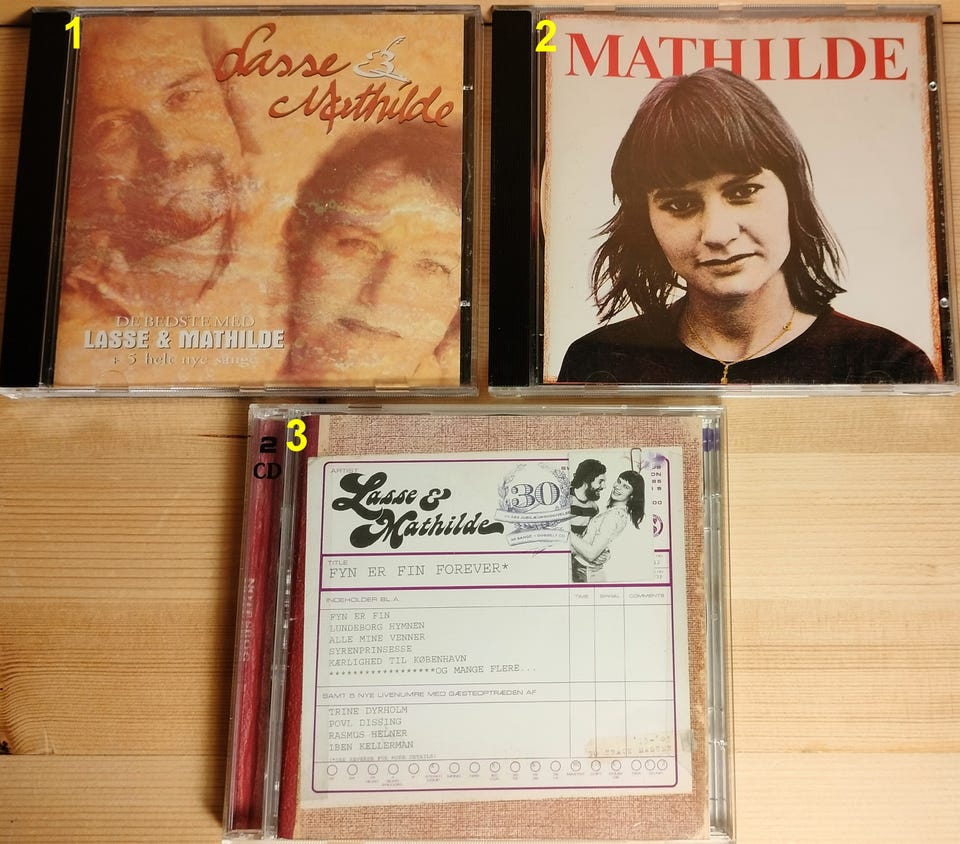 1
Lasse &
Mathilde
DE BEDSTE MED
LASSE & MATHILDE
+ 5 helt nye sange
2
MATHILDE
3
2
CD
ARTIST
Lasse &
Mathilde
30
TITLE
FYN ER FIN FOREVER*
INDEHOLDER BL.A
TIME
COMMENTS
FYN ER FIN
LUNDEBORG HYMNEN
ALLE MINE VENNER
SYRENPRINSESSE
KÆRLIGHED TIL KØBENHAVN
******************OG MANGE FLERE...
SAMT 5 NYE LIVENUMRE MED GÆSTEOPTRÆDEN AF
TRINE DYRHOLM
POVL DISSING
RASMUS HELNER
IBEN KELLERMAN